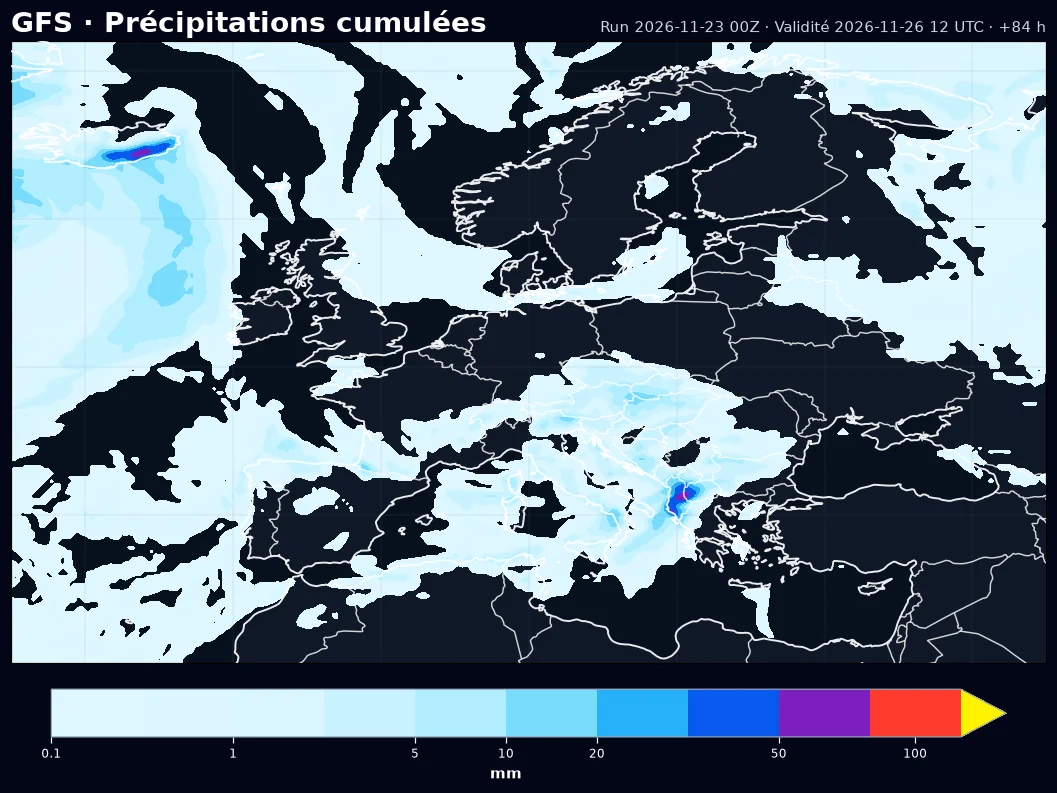 GFS · Précipitations cumulées
Run 2026-11-23 00Z · Validité 2026-11-26 12 UTC · +84 h
0.1 1 5 10 20 50 100
mm